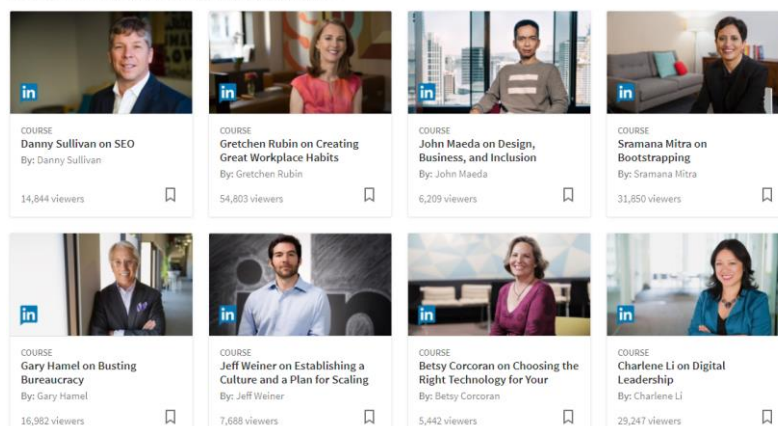 in
COURSE
Danny Sullivan on SEO
By: Danny Sullivan
14,844 viewers
in
COURSE
Gretchen Rubin on Creating
Great Workplace Habits
By: Gretchen Rubin
54,803 viewers
in
COURSE
John Maeda on Design,
Business, and Inclusion
By: John Maeda
6,209 viewers
in
COURSE
Sramana Mitra on
Bootstrapping
By: Sramana Mitra
31,850 viewers
in
COURSE
Gary Hamel on Busting
Bureaucracy
By: Gary Hamel
16,982 viewers
in
COURSE
Jeff Weiner on Establishing a
Culture and a Plan for Scaling
By: Jeff Weiner
7,688 viewers
in
COURSE
Betsy Corcoran on Choosing the
Right Technology for Your
By: Betsy Corcoran
5,442 viewers
in
COURSE
Charlene Li on Digital
Leadership
By: Charlene Li
29,247 viewers